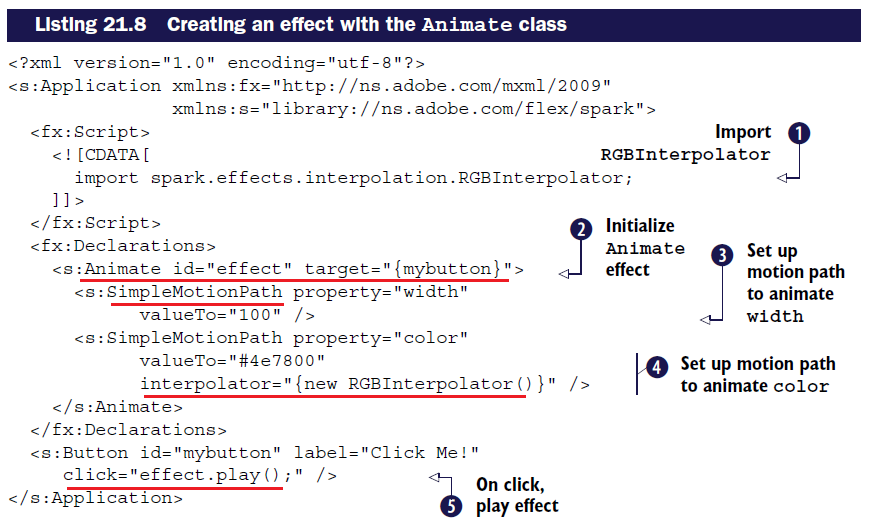 Listing 21.8 Creating an effect with the Animate class
<?xml version="1.0" encoding="utf-8"?>
<s:Application xmlns:fx="http://ns.adobe.com/mxml/2009"
xmlns:s="library://ns.adobe.com/flex/spark">
<fx:Script>
<![CDATA[
import spark.effects.interpolation.RGBInterpolator;
]]>
</fx:Script>
<fx:Declarations>
<s:Animate id="effect" target="{mybutton}">
<s:SimpleMotionPath property="width"
valueTo="100" />
<s:SimpleMotionPath property="color"
valueTo="#4e7800"
interpolator="{new RGBInterpolator()}" />
</s:Animate>
</fx:Declarations>
<s:Button id="mybutton" label="Click Me!"
click="effect.play();" />
</s:Application>
Import 1
RGBInterpolator
2 Initialize
Animate
effect
3 Set up
motion path
to animate
width
4 Set up motion path
to animate color
On click,
5 play effect